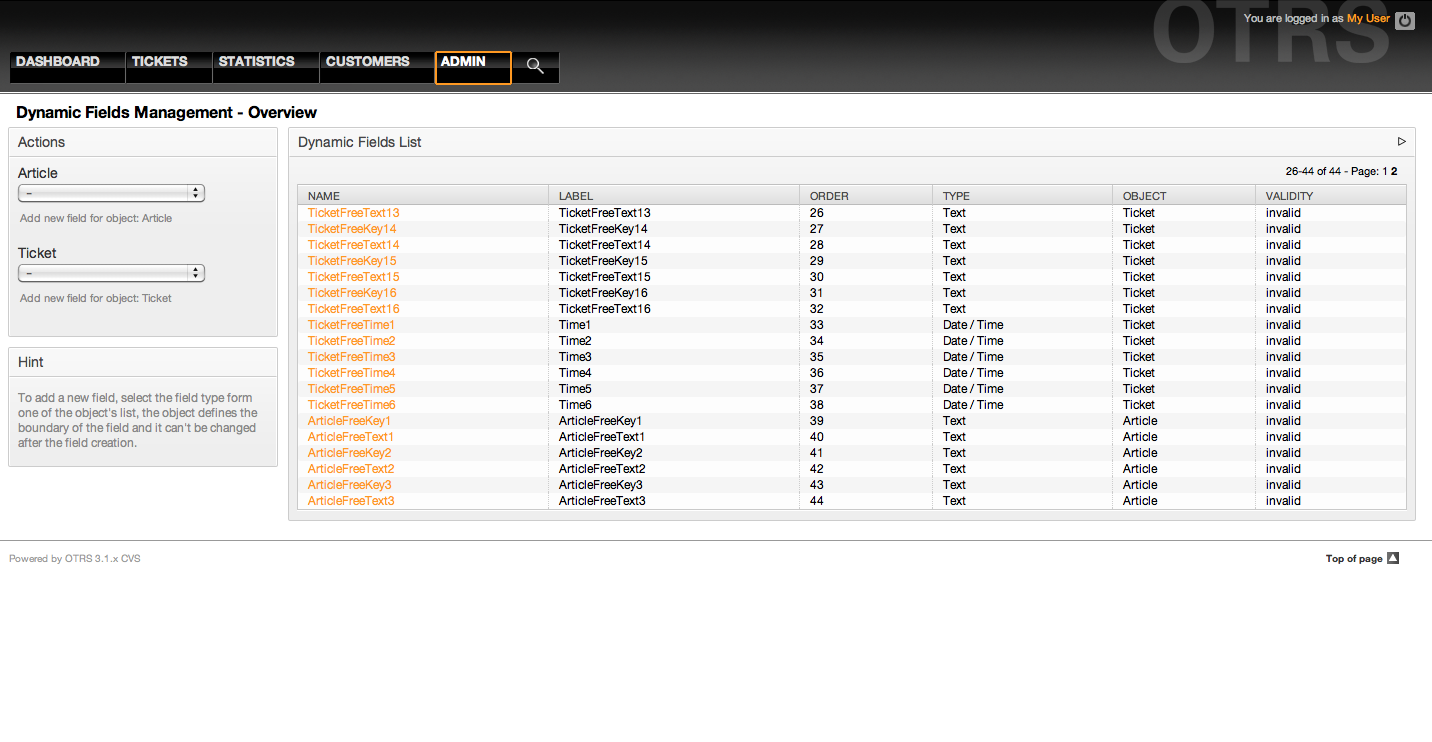 OTRS
You are logged in as My User
DASHBOARD TICKETS STATISTICS CUSTOMERS ADMIN
Dynamic Fields Management - Overview
Actions
Article
–
Add new field for object: Article
Ticket
–
Add new field for object: Ticket
Hint
To add a new field, select the field type form
one of the object's list, the object defines the
boundary of the field and it can't be changed
after the field creation.
Dynamic Fields List
26-44 of 44 - Page: 1 2
NAME LABEL ORDER TYPE OBJECT VALIDITY
TicketFreeText13 TicketFreeText13 26 Text Ticket invalid
TicketFreeKey14 TicketFreeKey14 27 Text Ticket invalid
TicketFreeText14 TicketFreeText14 28 Text Ticket invalid
TicketFreeKey15 TicketFreeKey15 29 Text Ticket invalid
TicketFreeText15 TicketFreeText15 30 Text Ticket invalid
TicketFreeKey16 TicketFreeKey16 31 Text Ticket invalid
TicketFreeText16 TicketFreeText16 32 Text Ticket invalid
TicketFreeTime1 Time1 33 Date / Time Ticket invalid
TicketFreeTime2 Time2 34 Date / Time Ticket invalid
TicketFreeTime3 Time3 35 Date / Time Ticket invalid
TicketFreeTime4 Time4 36 Date / Time Ticket invalid
TicketFreeTime5 Time5 37 Date / Time Ticket invalid
TicketFreeTime6 Time6 38 Date / Time Ticket invalid
ArticleFreeKey1 ArticleFreeKey1 39 Text Article invalid
ArticleFreeText1 ArticleFreeText1 40 Text Article invalid
ArticleFreeKey2 ArticleFreeKey2 41 Text Article invalid
ArticleFreeText2 ArticleFreeText2 42 Text Article invalid
ArticleFreeKey3 ArticleFreeKey3 43 Text Article invalid
ArticleFreeText3 ArticleFreeText3 44 Text Article invalid
Powered by OTRS 3.1.x CVS
Top of page